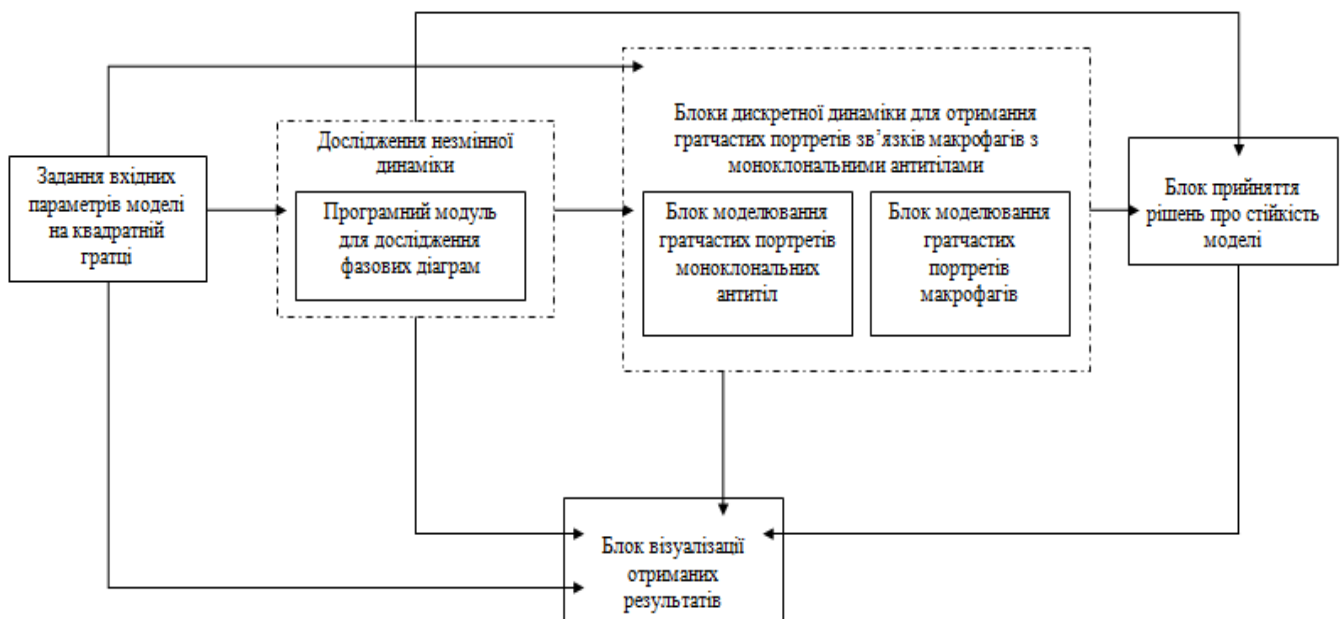 Задання вхідних
параметрів моделі
на квадратній
гратці
Дослідження незмінної
динаміки
Програмний модуль
для дослідження
фазових діаграм
Блоки дискретної динаміки для отримання
гратчастих портретів зв’язків макрофагів з
моноклональними антитілами
Блок моделювання
гратчастих портретів
моноклональних
антитіл
Блок моделювання
гратчастих
портретів
макрофагів
Блок прийняття
рішень про стійкість
моделі
Блок візуалізації
отриманих
результатів